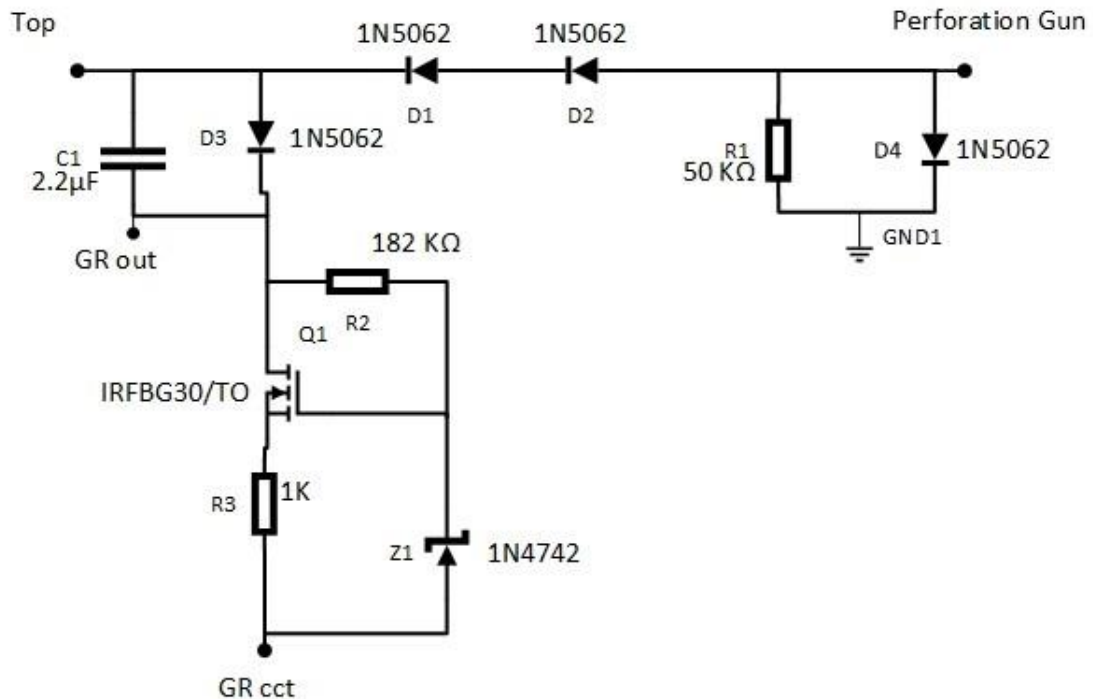 Top
Perforation Gun
1N5062
1N5062
D1
D2
D3
1N5062
C1
2.2µF
R1
50 KΩ
D4
1N5062
GR out
GND1
182 KΩ
R2
Q1
IRFBG30/TO
R3
1K
Z1
1N4742
GR cct